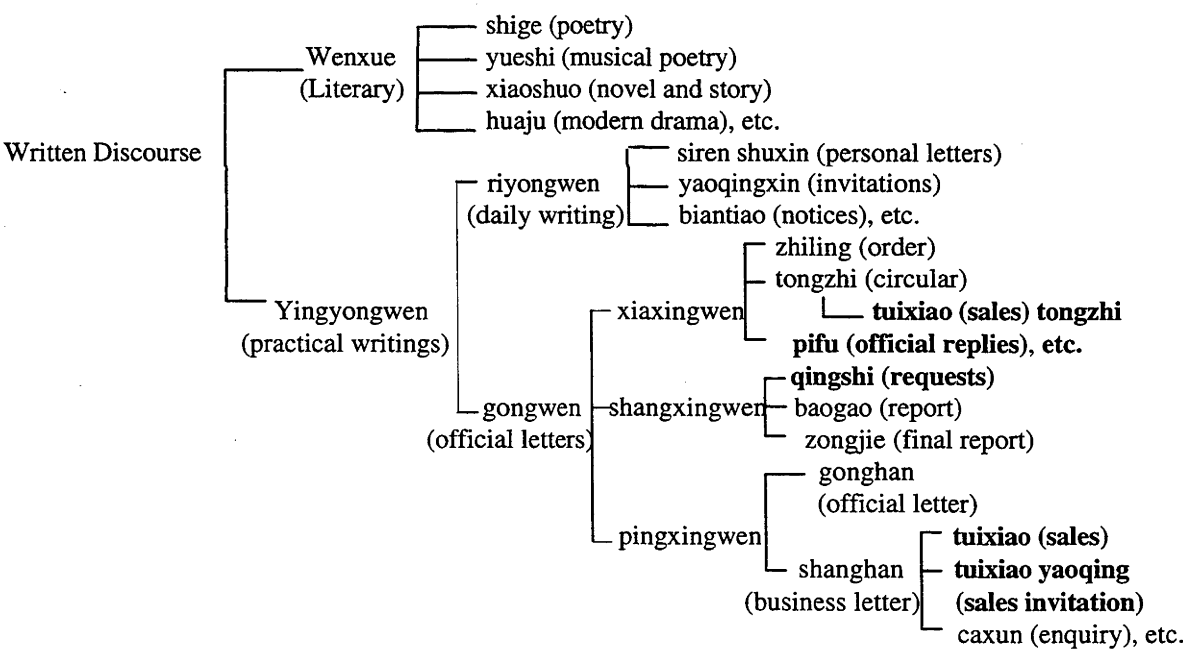 shige (poetry)
Wenxue
yueshi (musical poetry)
(Literary)
xiaoshuo (novel and story)
huaju (modern drama), etc.
Written Discourse
siren shuxin (personal letters)
riyongwen
yaoqingxin (invitations)
(daily writing)
biantiao (notices), etc.
zhiling (order)
tongzhi (circular)
Yingyongwen
xiaxingwen
tuixiao (sales) tongzhi
(practical writings)
pifu (official replies), etc.
qingshi (requests)
gongwen
shangxingwen
baogao (report)
(official letters)
zongjie (final report)
gonghan
(official letter)
pingxingwen
tuixiao (sales)
shanghan
tuixiao yaoqing
(business letter)
(sales invitation)
caxun (enquiry), etc.